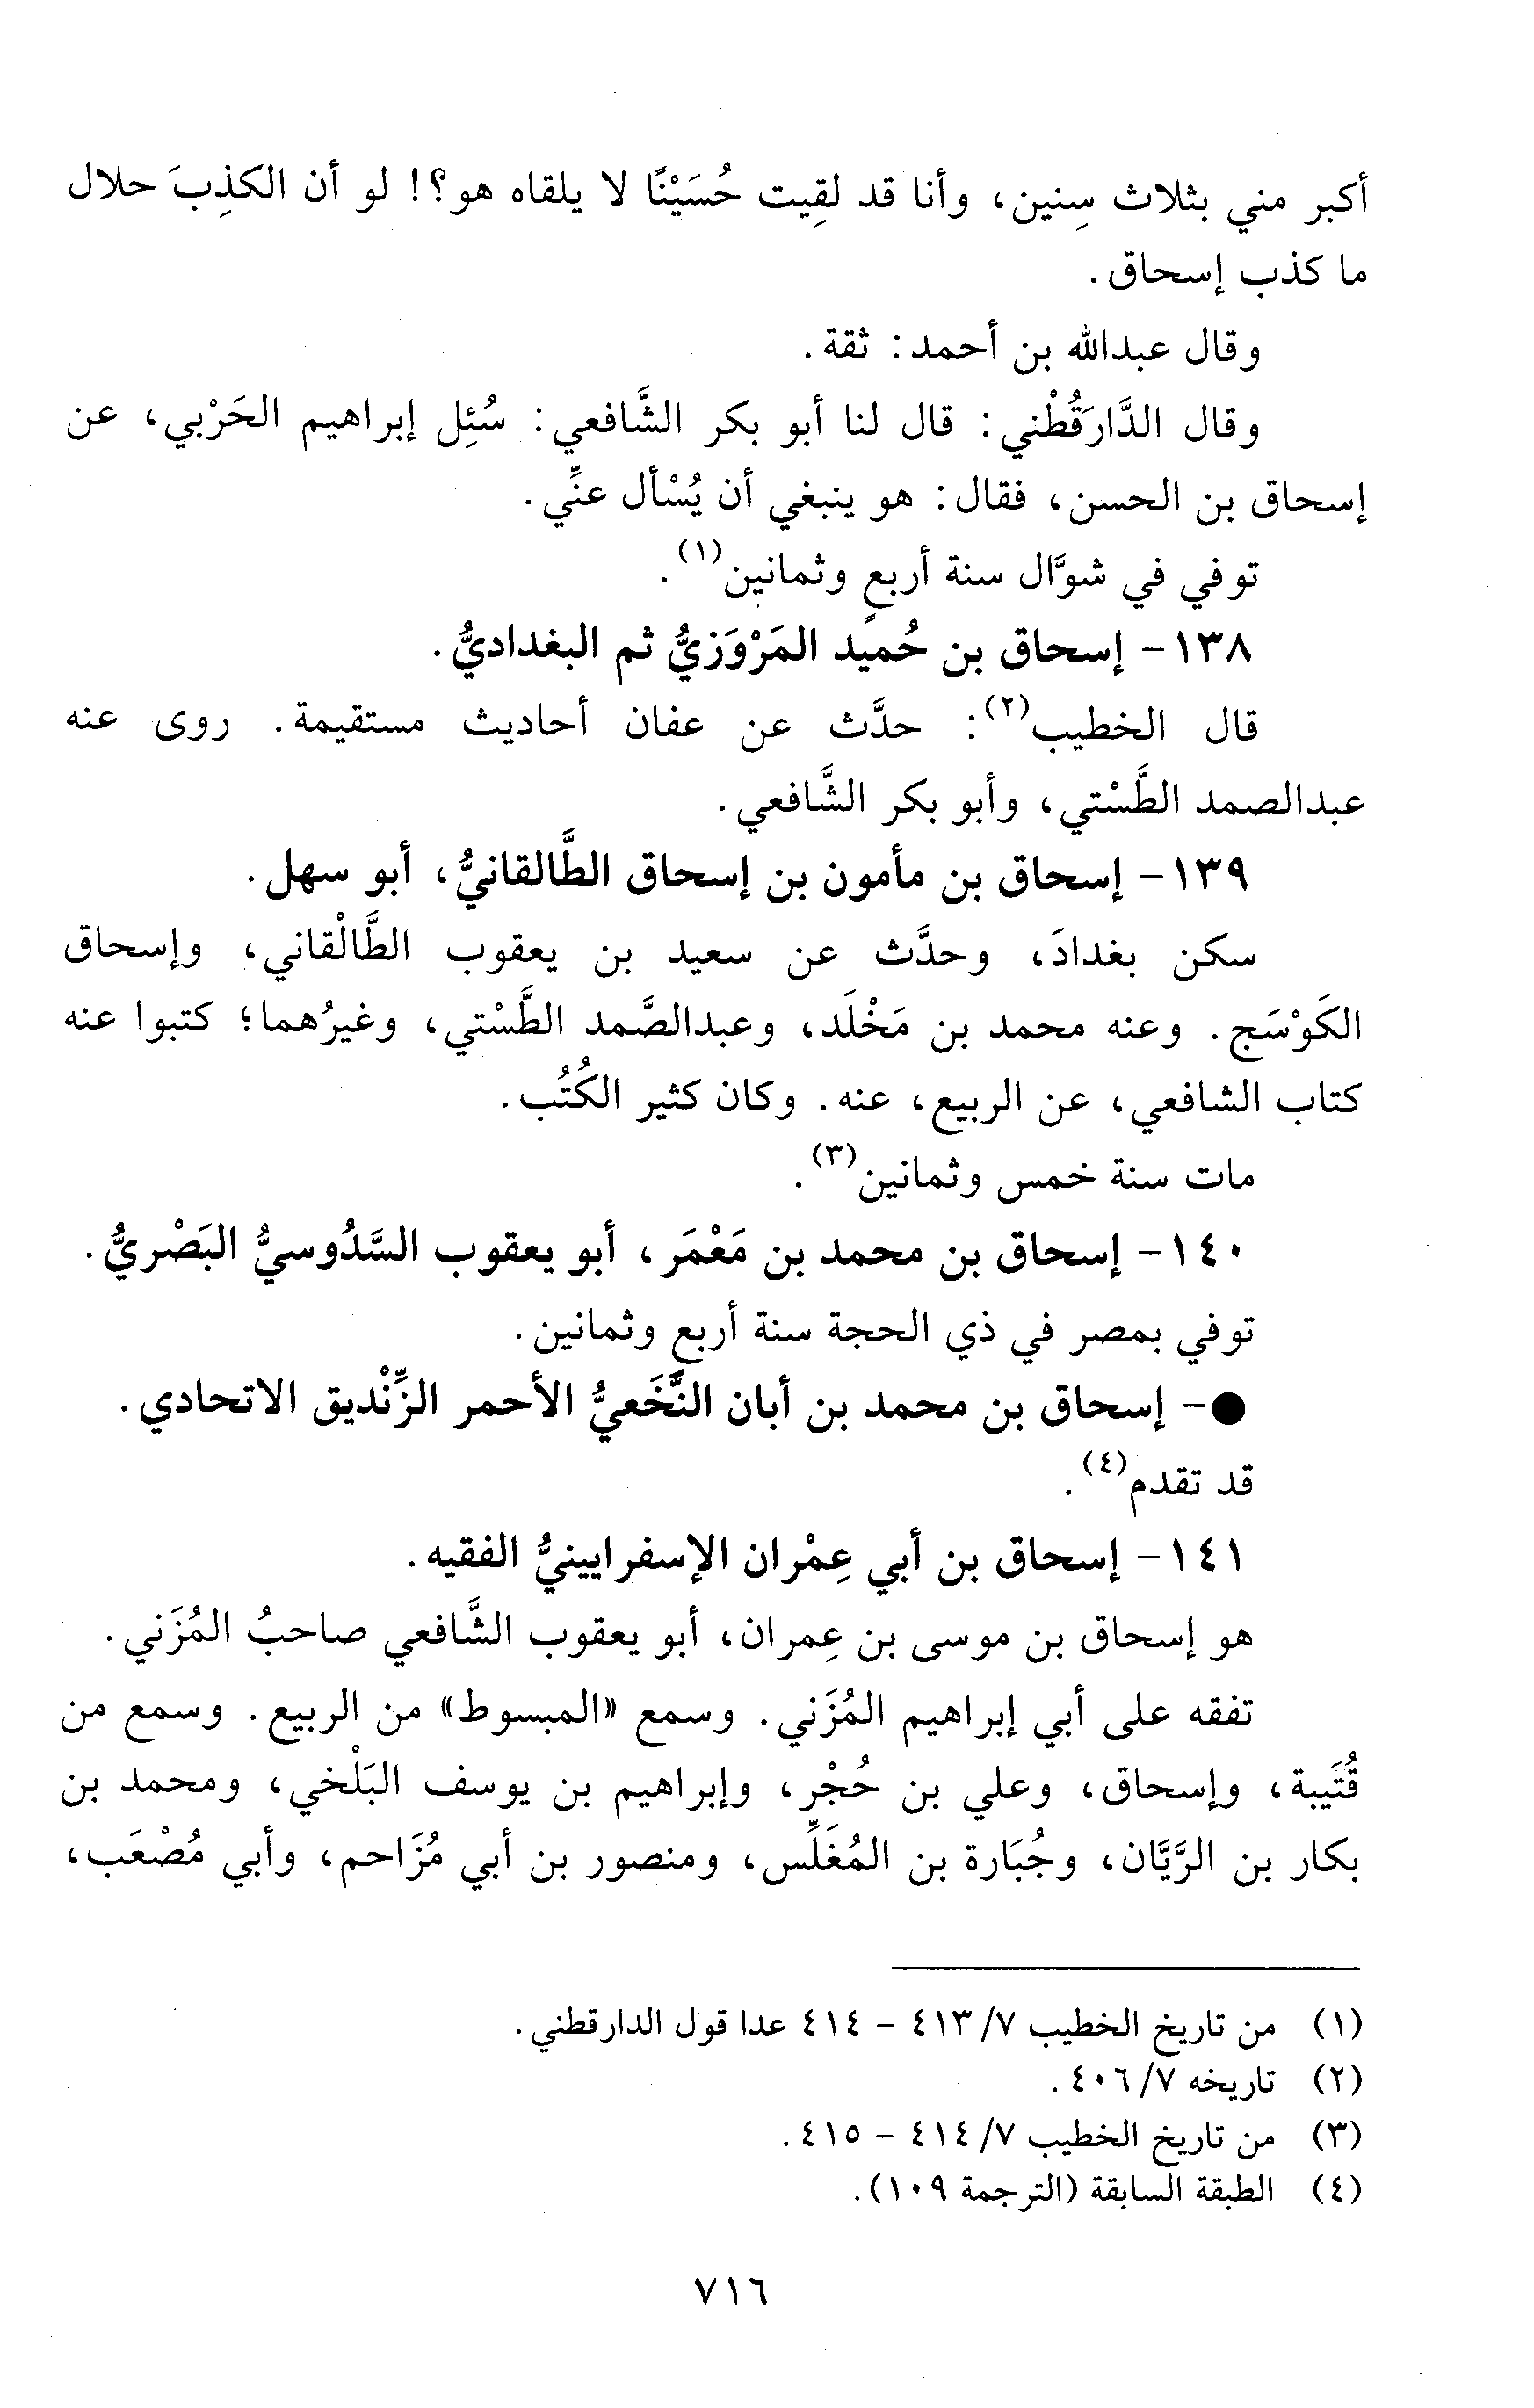 أكبر مني بثلاث سِنين، وأنا قد لقِيت حُسَيْنًا لا يلقاه هو؟! لو أن الكذِبَ حلال
ما كذب إسحاق.
وقال عبدالله بن أحمد: ثقة.
وقال الدَّارَقُطْني: قال لنا أبو بكر الشَّافعي: سُئِل إبراهيم الحَرْبي، عن
إسحاق بن الحسن، فقال: هو ينبغي أن يُسْأل عنِّي.
توفي في شوَّال سنة أربعٍ وثمانين(١).
١٣٨- إسحاق بن حُميد المَرْوَزيُّ ثم البغداديُّ.
قال الخطيب(٢): حدَّث عن عفان أحاديث مستقيمة. روى عنه
عبدالصمد الطَّسْتي، وأبو بكر الشَّافعي.
١٣٩- إسحاق بن مأمون بن إسحاق الطَّالقانيُّ، أبو سهل.
سكن بغدادَ، وحدَّث عن سعيد بن يعقوب الطَّالْقاني، وإسحاق
الكَوْسَج. وعنه محمد بن مَخْلَد، وعبدالصَّمد الطَّسْتي، وغيرُهما؛ كتبوا عنه
كتاب الشافعي، عن الربيع، عنه. وكان كثير الكُتُب.
مات سنة خمس وثمانين(٣).
١٤٠- إسحاق بن محمد بن مَعْمَر، أبو يعقوب السَّدُوسيُّ البَصْريُّ.
توفي بمصر في ذي الحجة سنة أربع وثمانين.
●- إسحاق بن محمد بن أبان النَّخَعيُّ الأحمر الزِّنْديق الاتحادي.
قد تقدم(٤).
١٤١- إسحاق بن أبي عِمْران الإسفرايينيُّ الفقيه.
هو إسحاق بن موسى بن عِمران، أبو يعقوب الشَّافعي صاحبُ المُزَني.
تفقه على أبي إبراهيم المُزَني. وسمع «المبسوط» من الربيع. وسمع من
قُتَيبة، وإسحاق، وعلي بن حُجْر، وإبراهيم بن يوسف البَلْخي، ومحمد بن
بكار بن الرَّيَّان، وجُبَارة بن المُغَلِّس، ومنصور بن أبي مُزَاحم، وأبي مُصْعَب،
(١) من تاريخ الخطيب ٧/ ٤١٣ - ٤١٤ عدا قول الدارقطني.
(٢) تاريخه ٧/ ٤٠٦.
(٣) من تاريخ الخطيب ٧/ ٤١٤ - ٤١٥.
(٤) الطبقة السابقة (الترجمة ١٠٩).
٧١٦